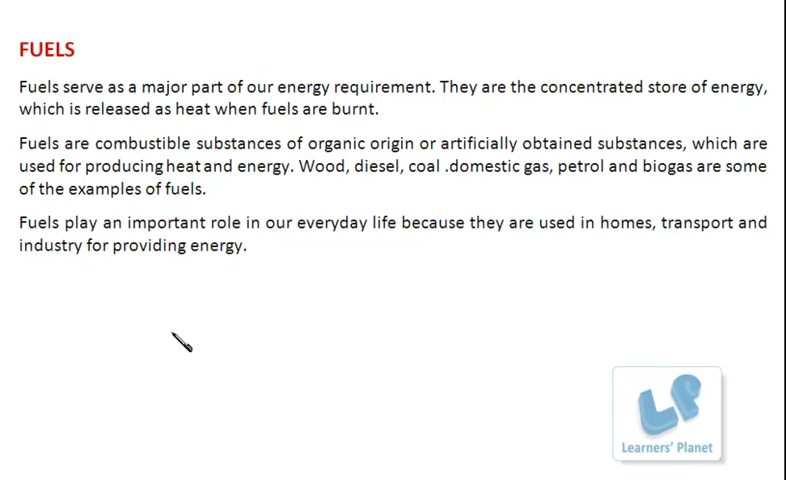 FUELS
Fuels serve as a major part of our energy requirement. They are the concentrated store of energy,
which is released as heat when fuels are burnt.
Fuels are combustible substances of organic origin or artificially obtained substances, which are
used for producing heat and energy. Wood, diesel, coal .domestic gas, petrol and biogas are some
of the examples of fuels.
Fuels play an important role in our everyday life because they are used in homes, transport and
industry for providing energy.
LP
Learners' Planet